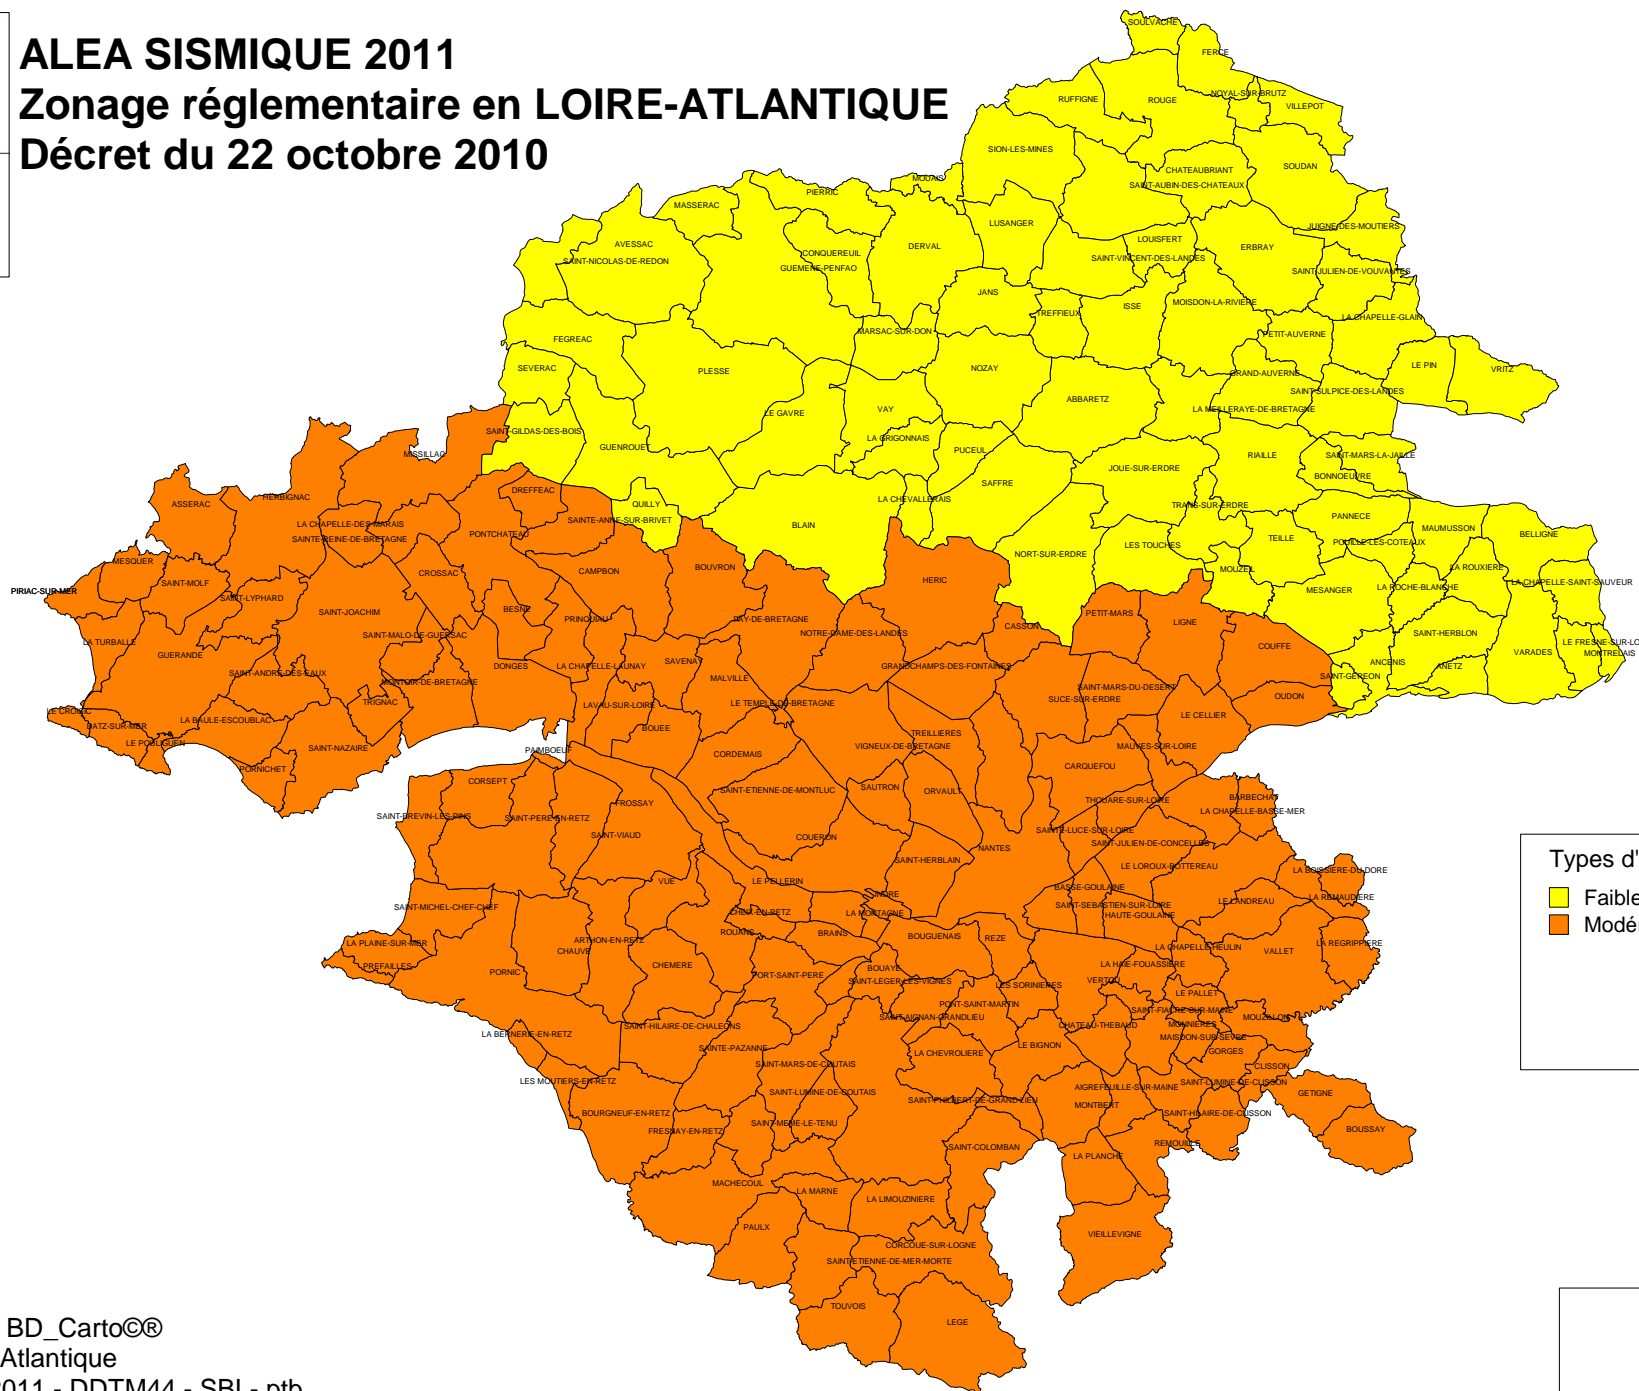 ALEA SISMIQUE 2011
Zonage réglementaire en LOIRE-ATLANTIQUE
Décret du 22 octobre 2010
SOULVACHE
FERCE
RUFFIGNE
ROUGE
NOYAL-SUR-BRUTZ
VILLEPOT
SION-LES-MINES
CHATEAUBRIANT
SOUDAN
MOUAIS
SAINT-AUBIN-DES-CHATEAUX
PIERRIC
MASSERAC
LUSANGER
JUIGNE-DES-MOUTIERS
AVESSAC
DERVAL
LOUISFERT
ERBRAY
CONQUEREUIL
SAINT-NICOLAS-DE-REDON
SAINT-VINCENT-DES-LANDES
GUEMENE-PENFAO
SAINT-JULIEN-DE-VOUVANTES
JANS
MOISDON-LA-RIVIERE
ISSE
TREFFIEUX
LA CHAPELLE-GLAIN
MARSAC-SUR-DON
PETIT-AUVERNE
FEGREAC
LE PIN
SEVERAC
NOZAY
VRITZ
PLESSE
GRAND-AUVERNE
SAINT-SULPICE-DES-LANDES
ABBARETZ
VAY
LA MEILLERAYE-DE-BRETAGNE
LE GAVRE
SAINT-GILDAS-DES-BOIS
LA GRIGONNAIS
GUENROUET
PUCEUL
MISSILLAC
RIAILLE
SAINT-MARS-LA-JAILLE
JOUE-SUR-ERDRE
BONNOEUVRE
SAFFRE
DREFFEAC
HERBIGNAC
LA CHEVALLERAIS
ASSERAC
QUILLY
TRANS-SUR-ERDRE
PANNECE
SAINTE-ANNE-SUR-BRIVET
LA CHAPELLE-DES-MARAIS
BLAIN
MAUMUSSON
PONTCHATEAU
BELLIGNE
SAINTE-REINE-DE-BRETAGNE
TEILLE
POUILLE-LES-COTEAUX
LES TOUCHES
NORT-SUR-ERDRE
MESQUER
BOUVRON
LA ROUXIERE
CROSSAC
CAMPBON
MOUZEIL
HERIC
SAINT-MOLF
LA CHAPELLE-SAINT-SAUVEUR
LA ROCHE-BLANCHE
PIRIAC-SUR-MER
MESANGER
SAINT-LYPHARD
BESNE
SAINT-JOACHIM
PETIT-MARS
PRINQUIAU
FAY-DE-BRETAGNE
LIGNE
CASSON
NOTRE-DAME-DES-LANDES
SAINT-HERBLON
SAINT-MALO-DE-GUERSAC
LA TURBALLE
LE FRESNE-SUR-LO
COUFFE
VARADES
MONTRELAIS
GUERANDE
SAVENAY
ANCENIS
DONGES
LA CHAPELLE-LAUNAY
GRANDCHAMPS-DES-FONTAINES
ANETZ
SAINT-ANDRE-DES-EAUX
SAINT-GEREON
MALVILLE
MONTOIR-DE-BRETAGNE
SAINT-MARS-DU-DESERT
OUDON
SUCE-SUR-ERDRE
TRIGNAC
LE TEMPLE-DE-BRETAGNE
LAVAU-SUR-LOIRE
LE CROISIC
LE CELLIER
LA BAULE-ESCOUBLAC
BATZ-SUR-MER
BOUEE
TREILLIERES
LE POULIGUEN
VIGNEUX-DE-BRETAGNE
MAUVES-SUR-LOIRE
SAINT-NAZAIRE
PAIMBOEUF
CORDEMAIS
CARQUEFOU
PORNICHET
CORSEPT
SAUTRON
SAINT-ETIENNE-DE-MONTLUC
ORVAULT
BARBECHAT
THOUARE-SUR-LOIRE
FROSSAY
LA CHAPELLE-BASSE-MER
SAINT-BREVIN-LES-PINS
SAINT-PERE-EN-RETZ
SAINTE-LUCE-SUR-LOIRE
SAINT-VIAUD
COUERON
SAINT-JULIEN-DE-CONCELLES
NANTES
SAINT-HERBLAIN
LE LOROUX-BOTTEREAU
LA BOISSIERE-DU-DORE
VUE
LE PELLERIN
BASSE-GOULAINE
INDRE
LA REMAUDIERE
LE LANDREAU
SAINT-MICHEL-CHEF-CHEF
SAINT-SEBASTIEN-SUR-LOIRE
CHEIX-EN-RETZ
LA MONTAGNE
HAUTE-GOULAINE
ROUANS
BRAINS
BOUGUENAIS
REZE
ARTHON-EN-RETZ
LA PLAINE-SUR-MER
LA REGRIPPIERE
LA CHAPELLE-HEULIN
CHAUVE
VALLET
PREFAILLES
CHEMERE
LA HAIE-FOUASSIERE
PORNIC
BOUAYE
PORT-SAINT-PERE
SAINT-LEGER-LES-VIGNES
VERTOU
LES SORINIERES
LE PALLET
PONT-SAINT-MARTIN
SAINT-FIACRE-SUR-MAINE
SAINT-AIGNAN-GRANDLIEU
MOUZILLON
SAINT-HILAIRE-DE-CHALEONS
CHATEAU-THEBAUD
MONNIERES
LA BERNERIE-EN-RETZ
MAISDON-SUR-SEVRE
LE BIGNON
SAINTE-PAZANNE
GORGES
LA CHEVROLIERE
SAINT-MARS-DE-COUTAIS
CLISSON
LES MOUTIERS-EN-RETZ
SAINT-LUMINE-DE-CLISSON
AIGREFEUILLE-SUR-MAINE
SAINT-LUMINE-DE-COUTAIS
GETIGNE
SAINT-PHILBERT-DE-GRAND-LIEU
MONTBERT
BOURGNEUF-EN-RETZ
SAINT-HILAIRE-DE-CLISSON
SAINT-MEME-LE-TENU
FRESNAY-EN-RETZ
BOUSSAY
REMOUILLE
SAINT-COLOMBAN
LA PLANCHE
MACHECOUL
LA MARNE
LA LIMOUZINIERE
PAULX
VIEILLEVIGNE
CORCOUE-SUR-LOGNE
SAINT-ETIENNE-DE-MER-MORTE
TOUVOIS
LEGE
Types d'
Faible
Modér
BD_Carto©®
Atlantique
2011 - DDTM44 - SBL- ptb